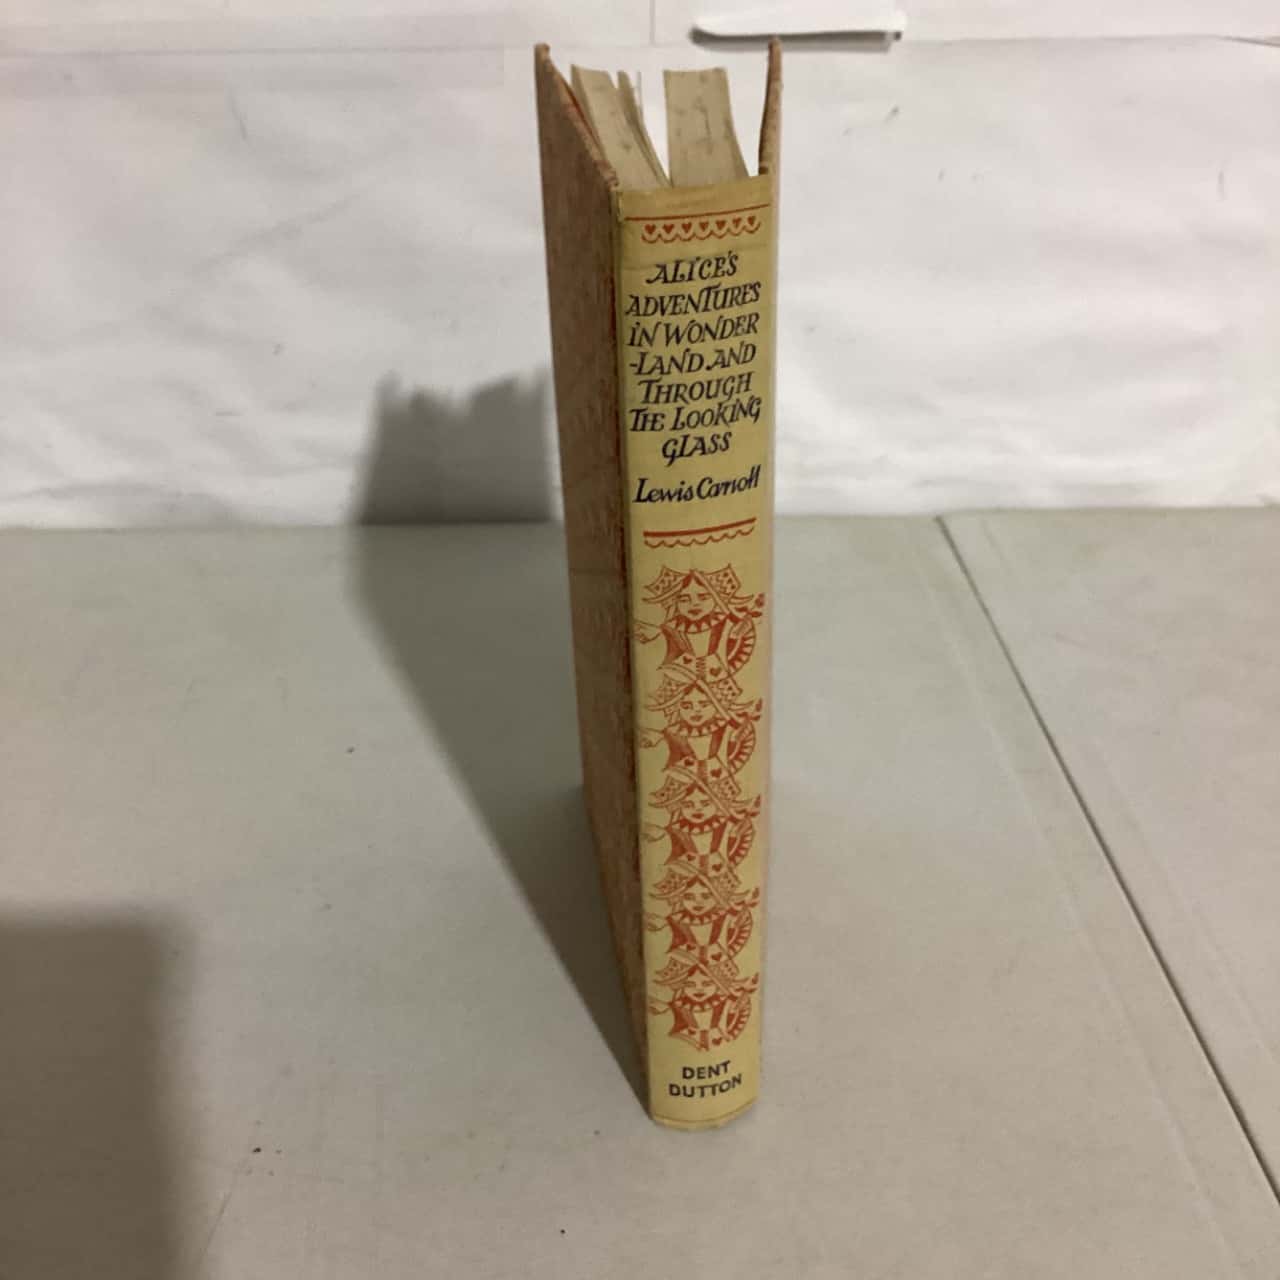 ALICE'S
ADVENTURES
IN WONDER
-LAND AND
THROUGH
THE LOOKING
GLASS
Lewis Carroll
DENT
DUTTON